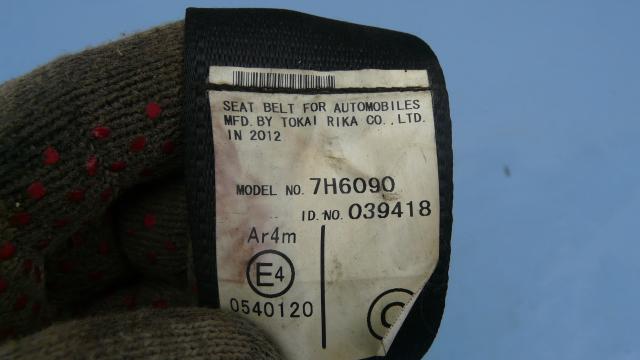 SEAT BELT FOR AUTOMOBILES
MFD. BY TOKAI RIKA CO., LTD.
IN 2012
MODEL NO. 7H6090
I D. NO. 039418
Ar4m
E4
0540120